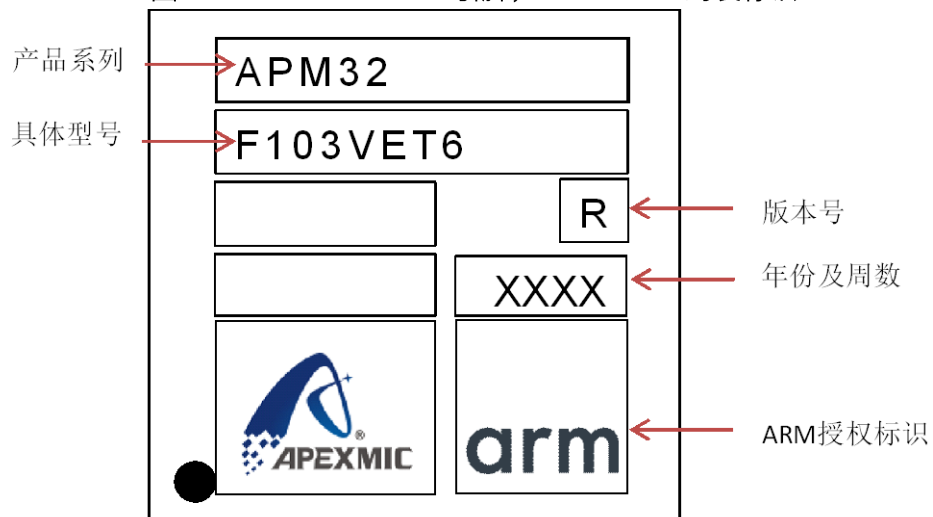 产品系列
APM32
具体型号
F103VET6
R
版本号
XXXX
年份及周数
APEXMIC
®
arm
ARM授权标识